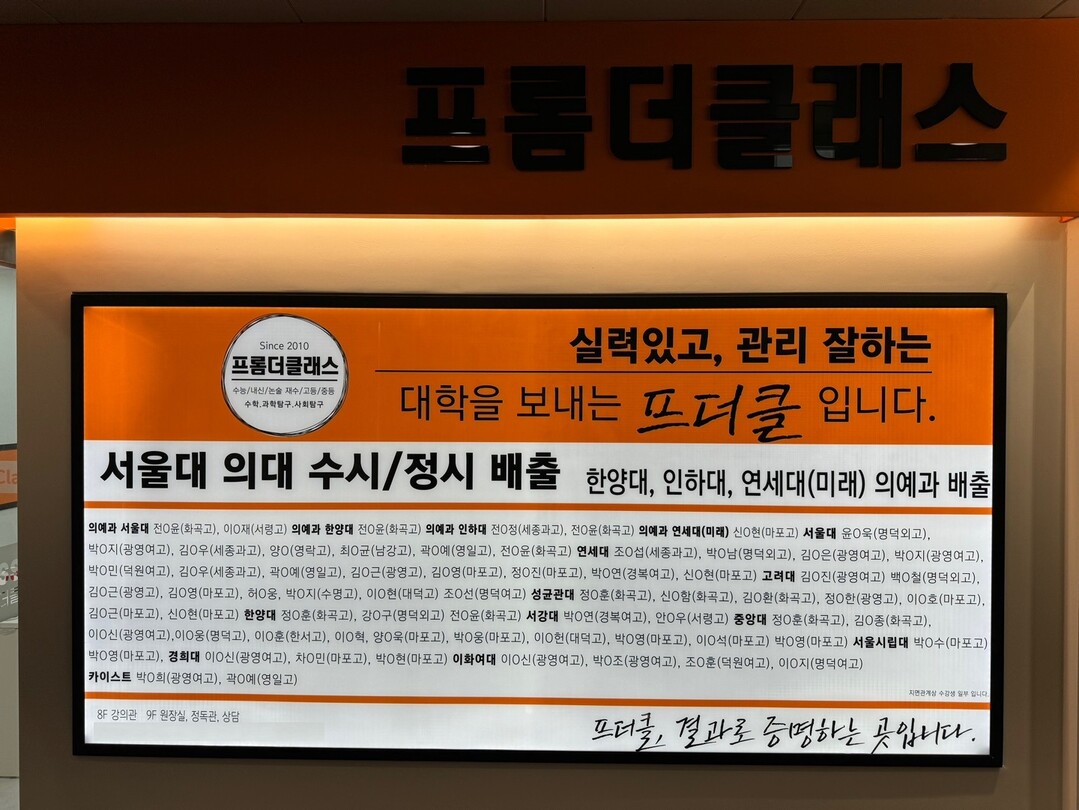 프롬더클래스
Since 2010
프롬더클래스
수능/내신/논술 재수/고등/중등
수학.과학탐구.사회탐구
실력있고, 관리 잘하는
대학을 보내는 프더클 입니다.
서울대 의대 수시/정시 배출 한양대, 인하대, 연세대(미래) 의예과 배출
의예과 서울대 전O윤(화곡고), 이O재(서령고) 의예과 한양대 전O윤(화곡고) 의예과 인하대 전O정(세종과고), 전O윤(화곡고) 의예과 연세대(미래) 신O현(마포고) 서울대 윤O욱(명덕외고),
박O지(광영여고), 김O우(세종과고), 양O(영락고), 최O균(남강고), 곽O예(영일고), 전O윤(화곡고) 연세대 조O섭(세종과고), 박O남(명덕외고), 김O은(광영여고), 박O지(광영여고),
박O민(덕원여고), 김O우(세종과고), 곽O예(영일고), 김O근(광영고), 김O영(마포고), 정O진(마포고), 박O연(경복여고), 신O현(마포고) 고려대 김O진(광영여고) 백O철(명덕외고),
김O근(광영고), 김O영(마포고), 허O웅, 박O지(수명고), 이O현(대덕고) 조O선(명덕여고) 성균관대 정O훈(화곡고), 신O함(화곡고), 김O환(화곡고), 정O한(광영고), 이O호(마포고),
김O근(마포고), 신O현(마포고) 한양대 정O훈(화곡고), 강O구(명덕외고) 전O윤(화곡고) 서강대 박O연(경복여고), 안O우(서령고) 중앙대 정O훈(화곡고), 김O종(화곡고),
이O신(광영여고),이O웅(명덕고), 이O훈(한서고), 이O혁, 양O욱(마포고), 박O웅(마포고), 이O헌(대덕고), 박O영(마포고), 이O석(마포고) 박O영(마포고) 서울시립대 박O수(마포고)
박O영(마포고), 경희대 이O신(광영여고), 차O민(마포고), 박O현(마포고) 이화여대 이O신(광영여고), 박O조(광영여고), 조O훈(덕원여고), 이O지(명덕여고)
카이스트 박O희(광영여고), 곽O예(영일고)
지면관계상 수강생 일부 입니다.
8F 강의관 9F 원장실, 정독관, 상담
프더클, 결과로 증명하는 곳입니다.